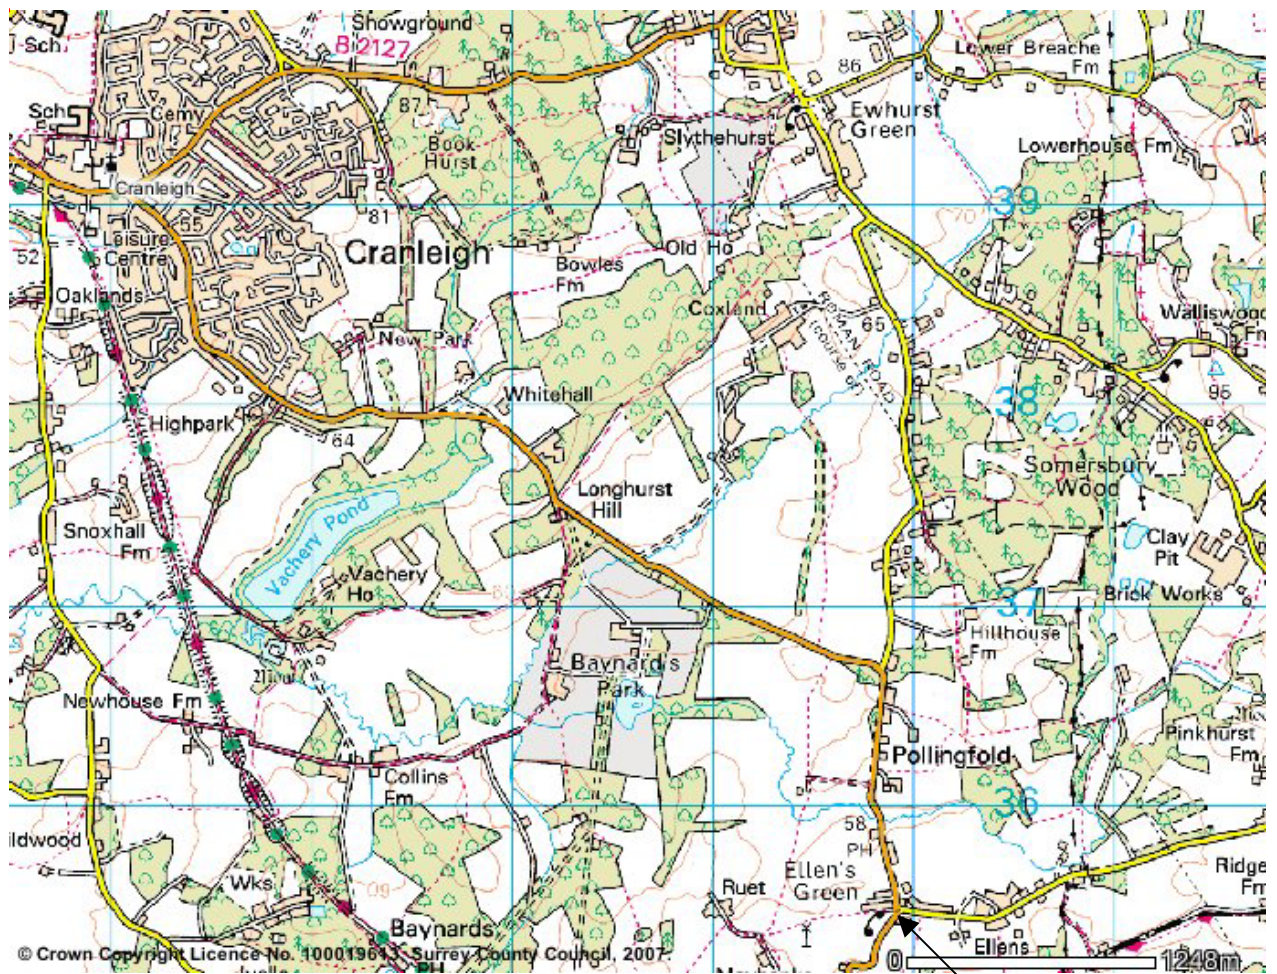 Showground
B 2127
Sch
Lower Breache
Fm
86
Sch
Cemy
87
Ewhurst
Green
Slythehurst
Book
Hurst
Lowerhouse Fm
Cranleigh
39
70
81
55
Leisure
Centre
52
Cranleigh
Old Ho
Bowles
Fm
Oaklands
Coxland
ROMAN ROAD
(course of)
65
Walliswood
Fm
New Park
Whitehall
38
95
Highpark
64
Somersbury
Wood
Longhurst
Hill
Snoxhall
Fm
Vachery Pond
Clay
Pit
Vachery
Ho
37
Brick Works
Hillhouse
Fm
Baynards
Park
Newhouse Fm
Pollingfold
Pinkhurst
Fm
Collins
Fm
36
58
PH
ildwood
Ellen's
Green
Ridge
Fm
Wks
Ruet
Baynards
PH
Ellens
© Crown Copyright Licence No. 100019613, Surrey County Council, 2007.
0
1248m